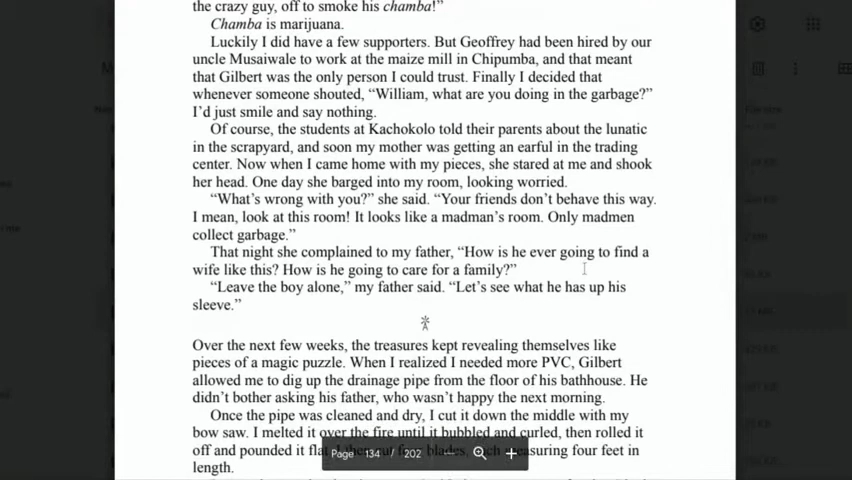 the crazy guy, off to smoke his chamba!”
Chamba is marijuana.
Luckily I did have a few supporters. But Geoffrey had been hired by our
uncle Musaiwale to work at the maize mill in Chipumba, and that meant
that Gilbert was the only person I could trust. Finally I decided that
whenever someone shouted, “William, what are you doing in the garbage?”
I’d just smile and say nothing.
Of course, the students at Kachokolo told their parents about the lunatic
in the scrapyard, and soon my mother was getting an earful in the trading
center. Now when I came home with my pieces, she stared at me and shook
her head. One day she barged into my room, looking worried.
“What’s wrong with you?” she said. “Your friends don’t behave this way.
I mean, look at this room! It looks like a madman’s room. Only madmen
collect garbage.”
That night she complained to my father, “How is he ever going to find a
wife like this? How is he going to care for a family?”
“Leave the boy alone,” my father said. “Let’s see what he has up his
sleeve.”
Over the next few weeks, the treasures kept revealing themselves like
pieces of a magic puzzle. When I realized I needed more PVC, Gilbert
allowed me to dig up the drainage pipe from the floor of his bathhouse. He
didn’t bother asking his father, who wasn’t happy the next morning.
Once the pipe was cleaned and dry, I cut it down the middle with my
bow saw. I melted it over the fire until it bubbled and curled, then rolled it
off and pounded it flat blades measuring four feet in
length.
Page 134 / 202